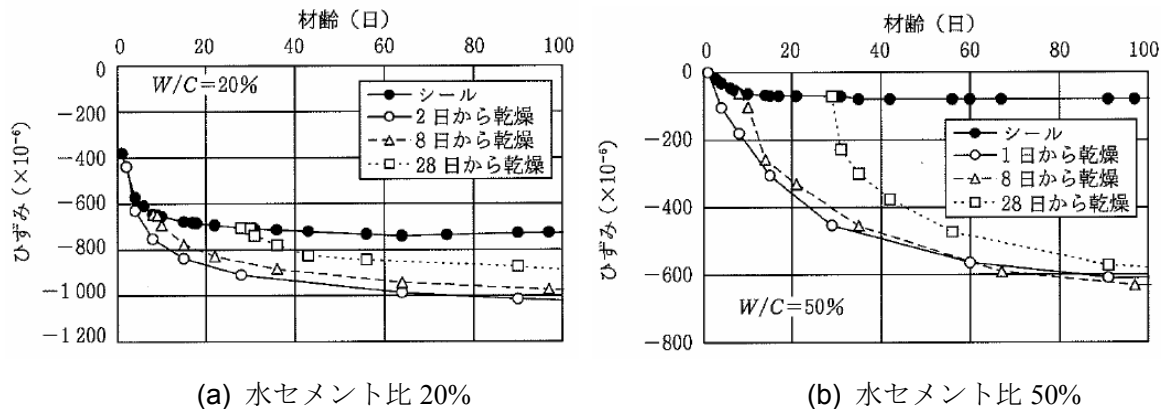 材齢（日）
0 20 40 60 80 100
0
−200
−400
−600
−800
−1 000
−1 200
ひずみ（×10⁻⁶）
W/C=20%
シール
2 日から乾燥
8 日から乾燥
28 日から乾燥
(a) 水セメント比 20%
材齢（日）
0 20 40 60 80 100
0
−200
−400
−600
−800
ひずみ（×10⁻⁶）
シール
1 日から乾燥
8 日から乾燥
28 日から乾燥
W/C=50%
(b) 水セメント比 50%